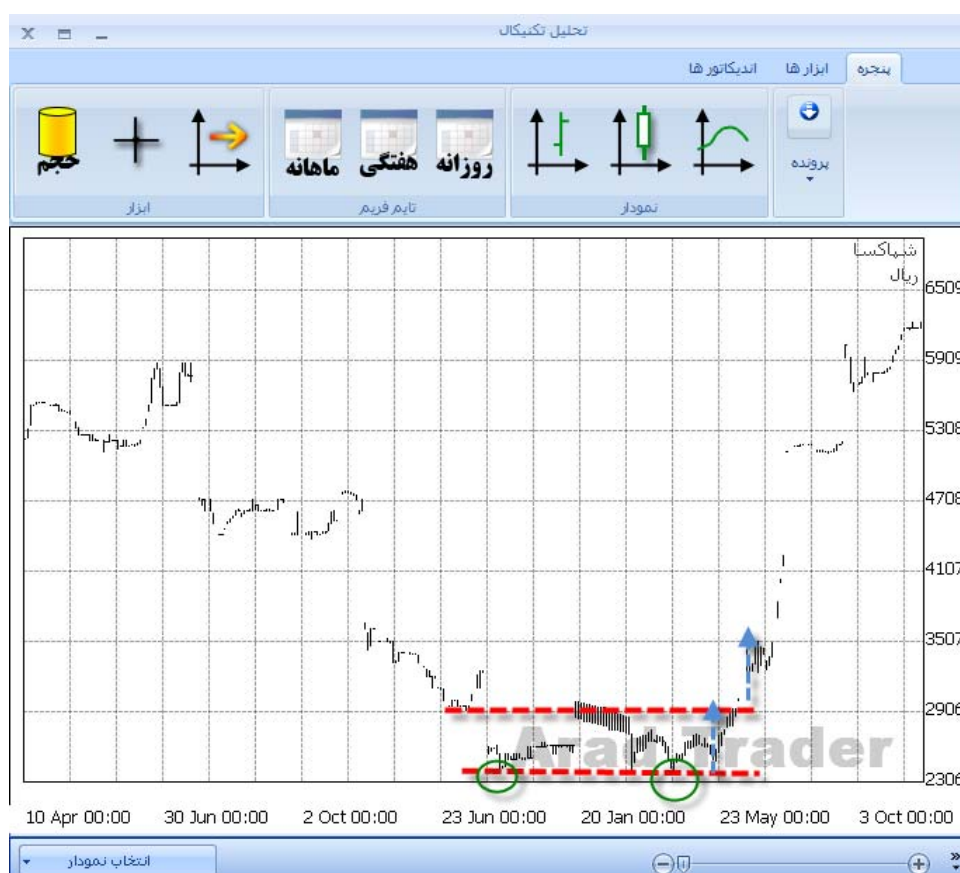 تحلیل تکنیکال
پنجره ابزار ها اندیکاتور ها
پرونده
روزانه هفتگی ماهانه حجم
نمودار تایم فریم ابزار
شپاکسا
ریال
6509
5909
5308
4708
4107
3507
2906
Arad Trader
2306
10 Apr 00:00 30 Jun 00:00 2 Oct 00:00 23 Jun 00:00 20 Jan 00:00 23 May 00:00 3 Oct 00:00
انتخاب نمودار